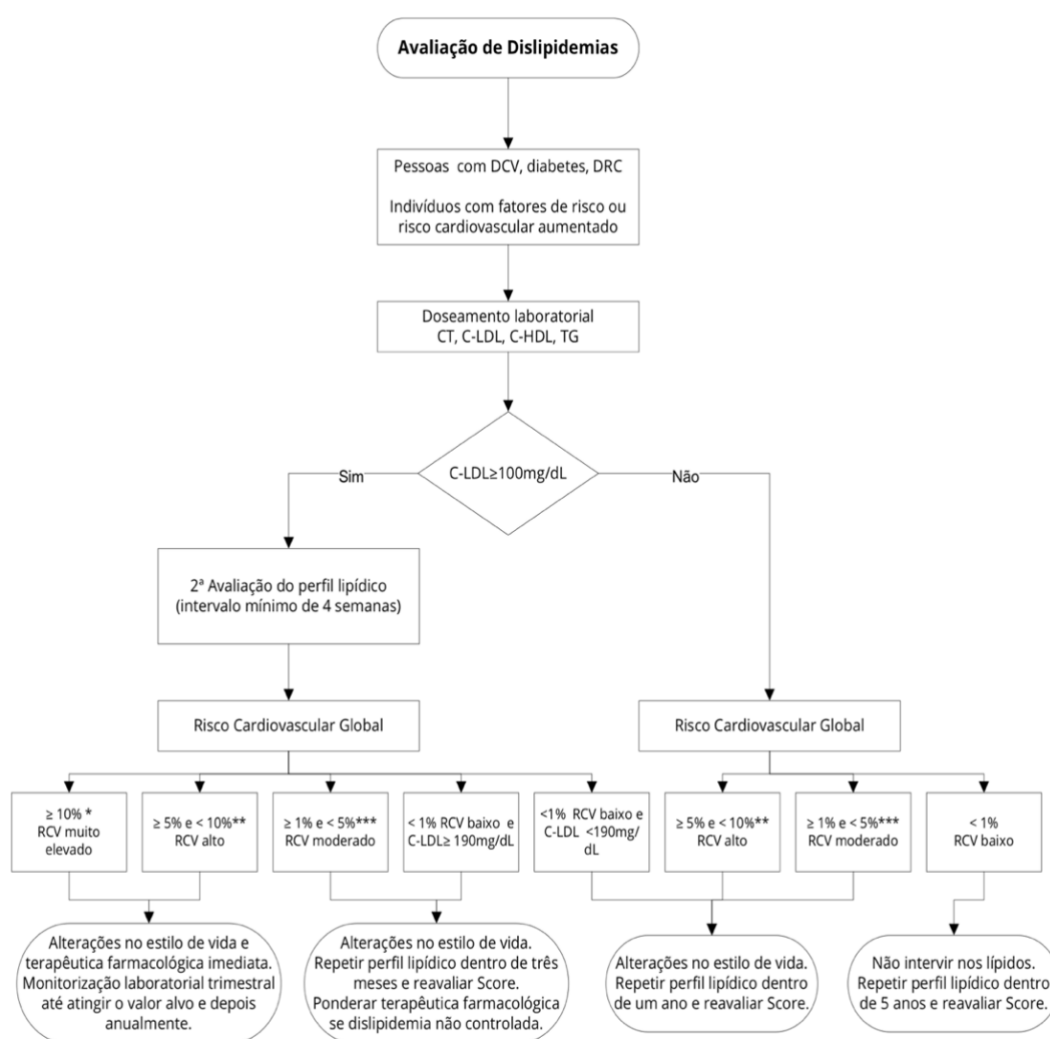 Avaliação de Dislipidemias
Pessoas com DCV, diabetes, DRC
Indivíduos com fatores de risco ou
risco cardiovascular aumentado
Doseamento laboratorial
CT, C-LDL, C-HDL, TG
C-LDL≥100mg/dL
Sim
Não
2ª Avaliação do perfil lipídico
(intervalo mínimo de 4 semanas)
Risco Cardiovascular Global
Risco Cardiovascular Global
≥ 10% *
RCV muito
elevado
≥ 5% e < 10%**
RCV alto
≥ 1% e < 5%***
RCV moderado
< 1% RCV baixo e
C-LDL≥ 190mg/dL
<1% RCV baixo e
C-LDL <190mg/
dL
≥ 5% e < 10%**
RCV alto
≥ 1% e < 5%***
RCV moderado
< 1%
RCV baixo
Alterações no estilo de vida e
terapêutica farmacológica imediata.
Monitorização laboratorial trimestral
até atingir o valor alvo e depois
anualmente.
Alterações no estilo de vida.
Repetir perfil lipídico dentro de três
meses e reavaliar Score.
Ponderar terapêutica farmacológica
se dislipidemia não controlada.
Alterações no estilo de vida.
Repetir perfil lipídico dentro
de um ano e reavaliar Score.
Não intervir nos lípidos.
Repetir perfil lipídico dentro
de 5 anos e reavaliar Score.